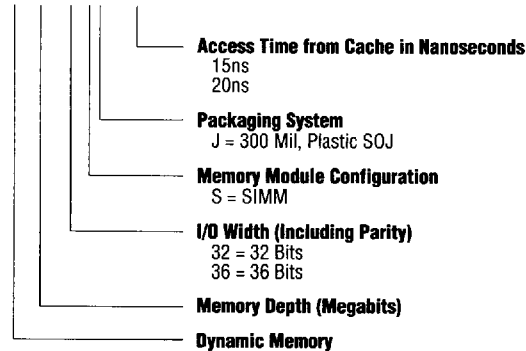 Access Time from Cache in Nanoseconds
15ns
20ns
Packaging System
J = 300 Mil, Plastic SOJ
Memory Module Configuration
S = SIMM
I/O Width (Including Parity)
32 = 32 Bits
36 = 36 Bits
Memory Depth (Megabits)
Dynamic Memory